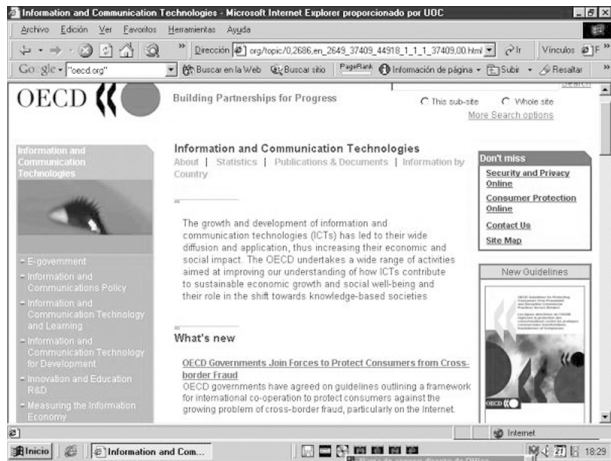 Information and Communication Technologies - Microsoft Internet Explorer proporcionado por UOC
Archivo Edición Ver Favoritos Herramientas Ayuda
Dirección org/topic/0,2686,en_2649_37409_44918_1_1_1_37409,00.html Ir Vínculos
Google "oecd.org" Buscar en la Web Buscar sitio PageRank Información de página Subir Resaltar
OECD Building Partnerships for Progress
Search
This sub-site Whole site
More Search options
Information and Communication Technologies
E-government
Information and Communications Policy
Information and Communication Technology and Learning
Information and Communication Technology for Development
Innovation and Education R&D
Measuring the Information Economy
Information and Communication Technologies
About | Statistics | Publications & Documents | Information by
Country
The growth and development of information and
communication technologies (ICTs) has led to their wide
diffusion and application, thus increasing their economic and
social impact. The OECD undertakes a wide range of activities
aimed at improving our understanding of how ICTs contribute
to sustainable economic growth and social well-being and
their role in the shift towards knowledge-based societies
What's new
OECD Governments Join Forces to Protect Consumers from Cross-
border Fraud
OECD governments have agreed on guidelines outlining a framework
for international co-operation to protect consumers against the
growing problem of cross-border fraud, particularly on the Internet.
Don't miss
Security and Privacy
Online
Consumer Protection
Online
Contact Us
Site Map
New Guidelines
OECD
Internet
Inicio Information and Com... 18:29